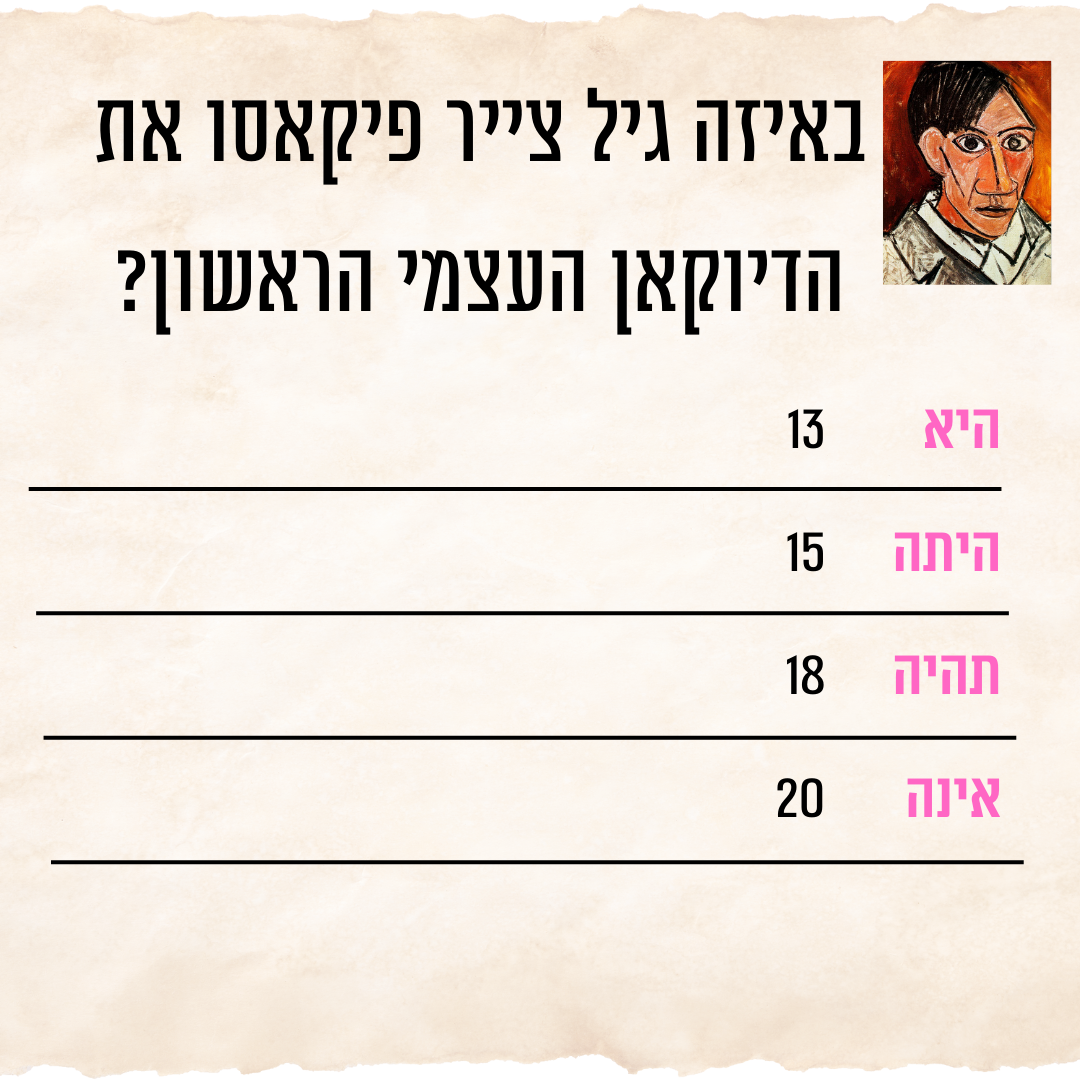 באיזה גיל צייר פיקאסו את
הדיוקאן העצמי הראשון?
היא 13
היתה 15
תהיה 18
אינה 20